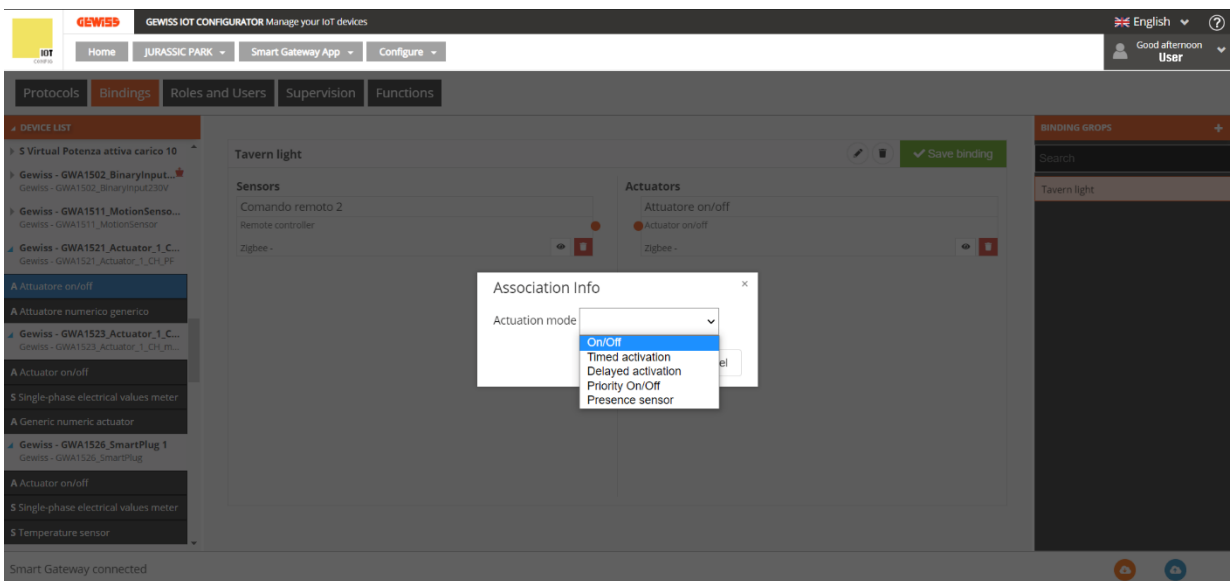 GEWISS
GEWISS IOT CONFIGURATOR Manage your IoT devices
English
?
IOT
Home
JURASSIC PARK
Smart Gateway App
Configure
Good afternoon
User
Protocols
Bindings
Roles and Users
Supervision
Functions
DEVICE LIST
S Virtual Potenza attiva carico 10
Gewiss - GWA1502_BinaryInput...
Gewiss - GWA1502_BinaryInput230V
Gewiss - GWA1511_MotionSenso...
Gewiss - GWA1511_MotionSensor
Gewiss - GWA1521_Actuator_1_C...
Gewiss - GWA1521_Actuator_1_CH_PF
A Attuatore on/off
A Attuatore numerico generico
Gewiss - GWA1523_Actuator_1_C...
Gewiss - GWA1523_Actuator_1_CH_m...
A Actuator on/off
S Single-phase electrical values meter
A Generic numeric actuator
Gewiss - GWA1526_SmartPlug 1
Gewiss - GWA1526_SmartPlug
A Actuator on/off
S Single-phase electrical values meter
S Temperature sensor
Tavern light
Save binding
Sensors
Comando remoto 2
Remote controller
Zigbee -
Actuators
Attuatore on/off
Actuator on/off
Zigbee -
Association Info
×
Actuation mode
On/Off
Timed activation
Delayed activation
Priority On/Off
Presence sensor
el
BINDING GROPS
+
Search
Tavern light
Smart Gateway connected